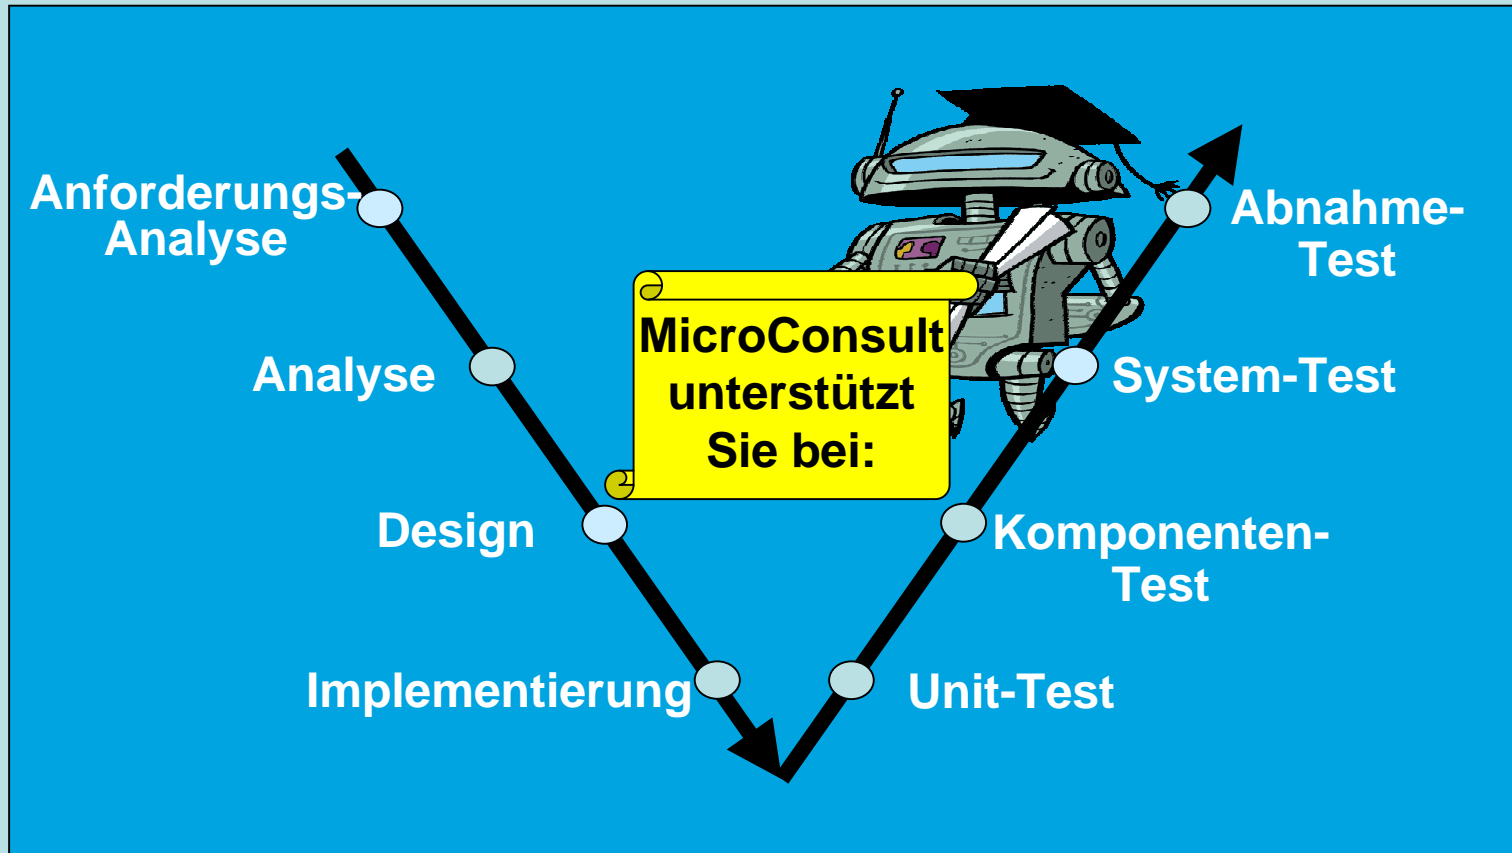 Anforderungs-
Analyse
Analyse
Design
Implementierung
MicroConsult
unterstützt
Sie bei:
Abnahme-
Test
System-Test
Komponenten-
Test
Unit-Test